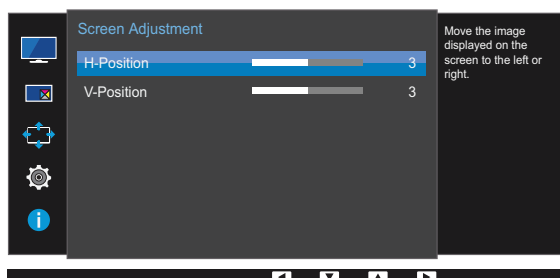 Screen Adjustment
H-Position 3
V-Position 3
Move the image
displayed on the
screen to the left or
right.